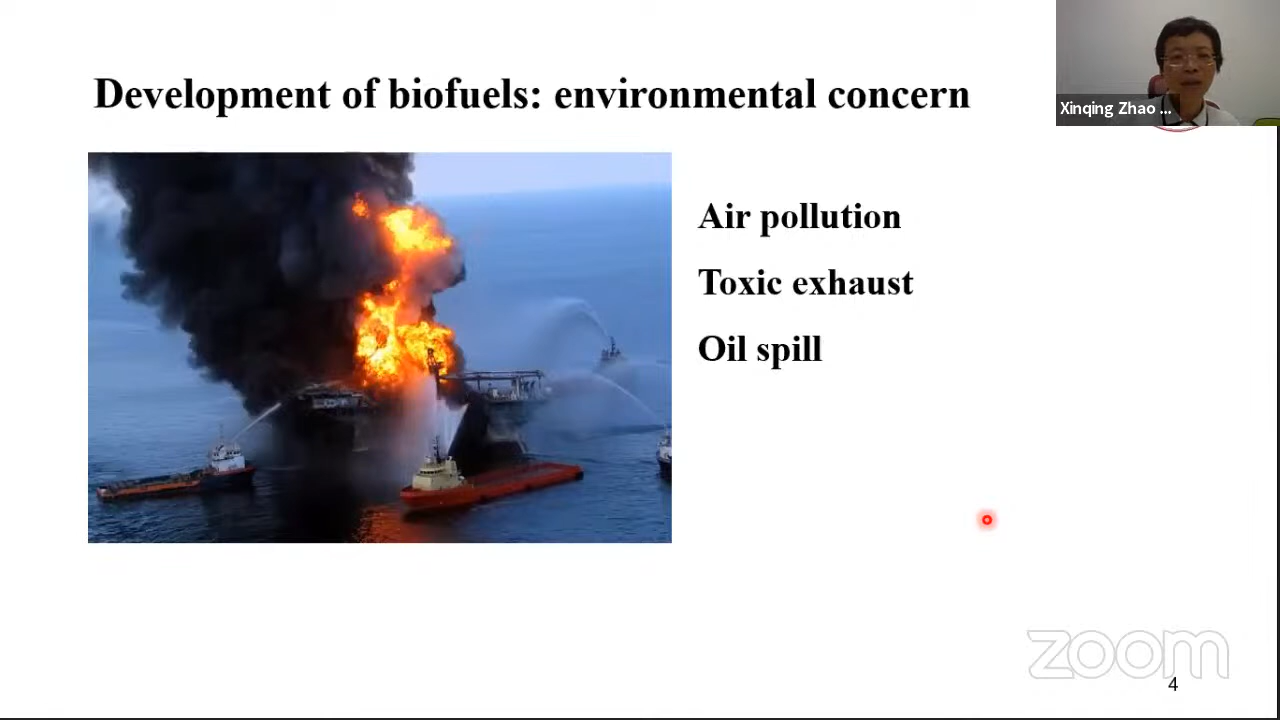 Development of biofuels: environmental concern
Xinqing Zhao ...
Air pollution
Toxic exhaust
Oil spill
zoom
4